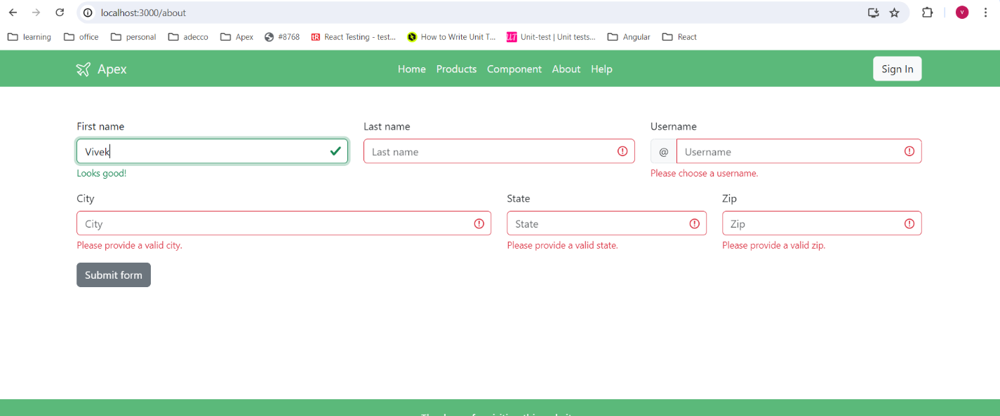 localhost:3000/about
learning office personal adecco Apex #8768 React Testing - test... How to Write Unit T... Unit-test | Unit tests... Angular React
V
Apex Home Products Component About Help Sign In
First name Last name Username
Vivek Last name @ Username
Looks good! Please choose a username.
City State Zip
City State Zip
Please provide a valid city. Please provide a valid state. Please provide a valid zip.
Submit form